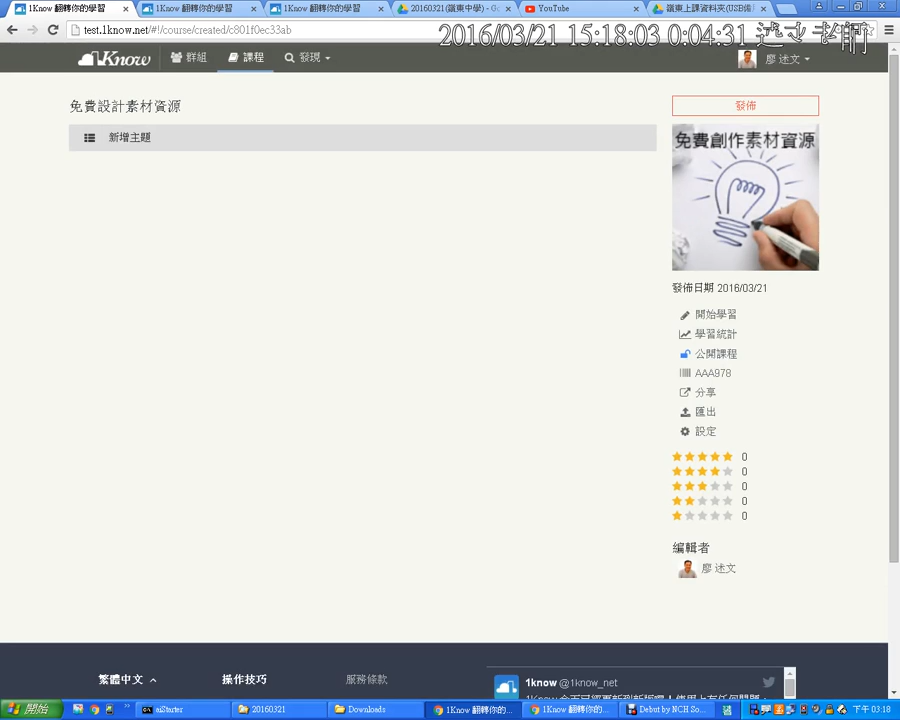 1Know 翻轉你的學習
1Know 翻轉你的學習
1Know 翻轉你的學習
20160321(嶺東中學) - Go
YouTube
嶺東上課資料夾(USB備
test.1know.net/#!/course/created/c801f0ec33ab
2016/03/21 15:18:03 0:04:31
1Know
群組
課程
發現
廖 述文
免費設計素材資源
新增主題
發佈
免費創作素材資源
發佈日期 2016/03/21
開始學習
學習統計
公開課程
AAA978
分享
匯出
設定
0
0
0
0
0
編輯者
廖 述文
繁體中文
操作技巧
服務條款
1know @1know_net
開始
aiStarter
20160321
Downloads
1Know 翻轉你的...
1Know 翻轉你的...
Debut by NCH So...
下午 03:18